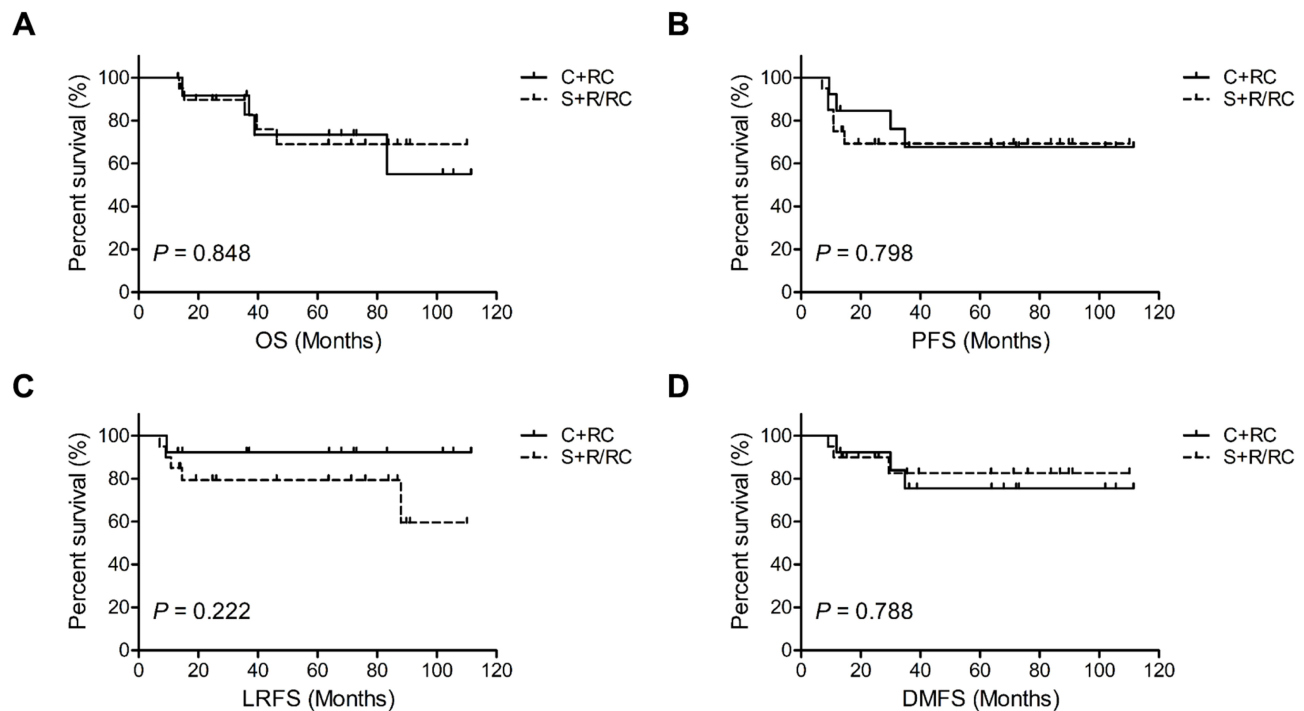 A
Percent survival (%)
100
80
60
40
20
0
P = 0.848
C+RC
S+R/RC
0 20 40 60 80 100 120
OS (Months)
B
Percent survival (%)
100
80
60
40
20
0
P = 0.798
C+RC
S+R/RC
0 20 40 60 80 100 120
PFS (Months)
C
Percent survival (%)
100
80
60
40
20
0
P = 0.222
C+RC
S+R/RC
0 20 40 60 80 100 120
LRFS (Months)
D
Percent survival (%)
100
80
60
40
20
0
P = 0.788
C+RC
S+R/RC
0 20 40 60 80 100 120
DMFS (Months)